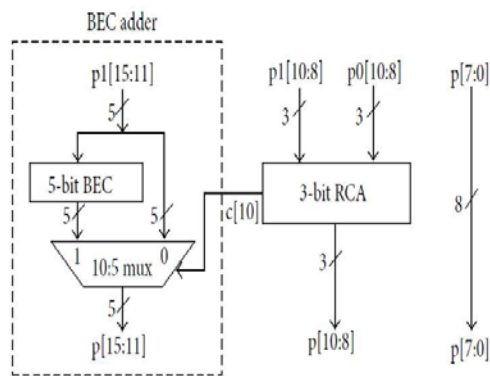 BEC adder
p1[15:11]
p1[10:8]
p0[10:8]
p[7:0]
5
3
3
5-bit BEC
3-bit RCA
8
5
5
c[10]
1
0
10:5 mux
3
5
p[15:11]
p[10:8]
p[7:0]